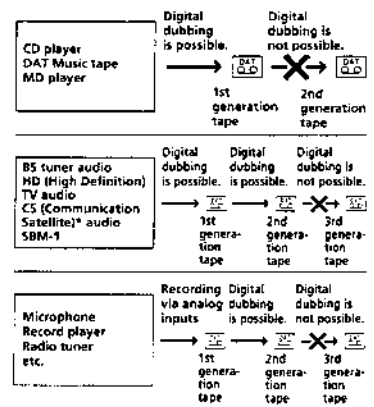 CD player
DAT Music tape
MD player
Digital dubbing is possible.
Digital dubbing is not possible.
DAT
DAT
1st generation tape
2nd generation tape
BS tuner audio
HD (High Definition)
TV audio
CS (Communication
Satellite)* audio
SBM-1
Digital dubbing is possible.
Digital dubbing is possible.
Digital dubbing is not possible.
1st genera-tion tape
2nd genera-tion tape
3rd genera-tion tape
Microphone
Record player
Radio tuner
etc.
Recording via analog inputs
Digital dubbing is possible.
Digital dubbing is not possible.
1st genera-tion tape
2nd genera-tion tape
3rd genera-tion tape